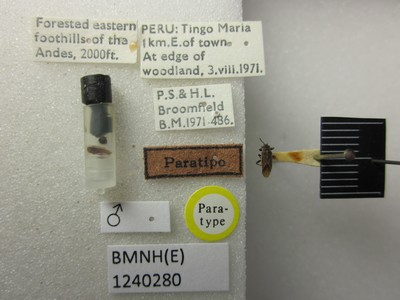 Forested eastern
foothills of the
Andes, 2000ft.
PERU: Tingo Maria
1km.E.of town
At edge of
woodland, 3.viii.1971.
P.S.& H.L.
Broomfield
B.M.1971-486.
Paratipo
♂
Para-
type
BMNH(E)
1240280